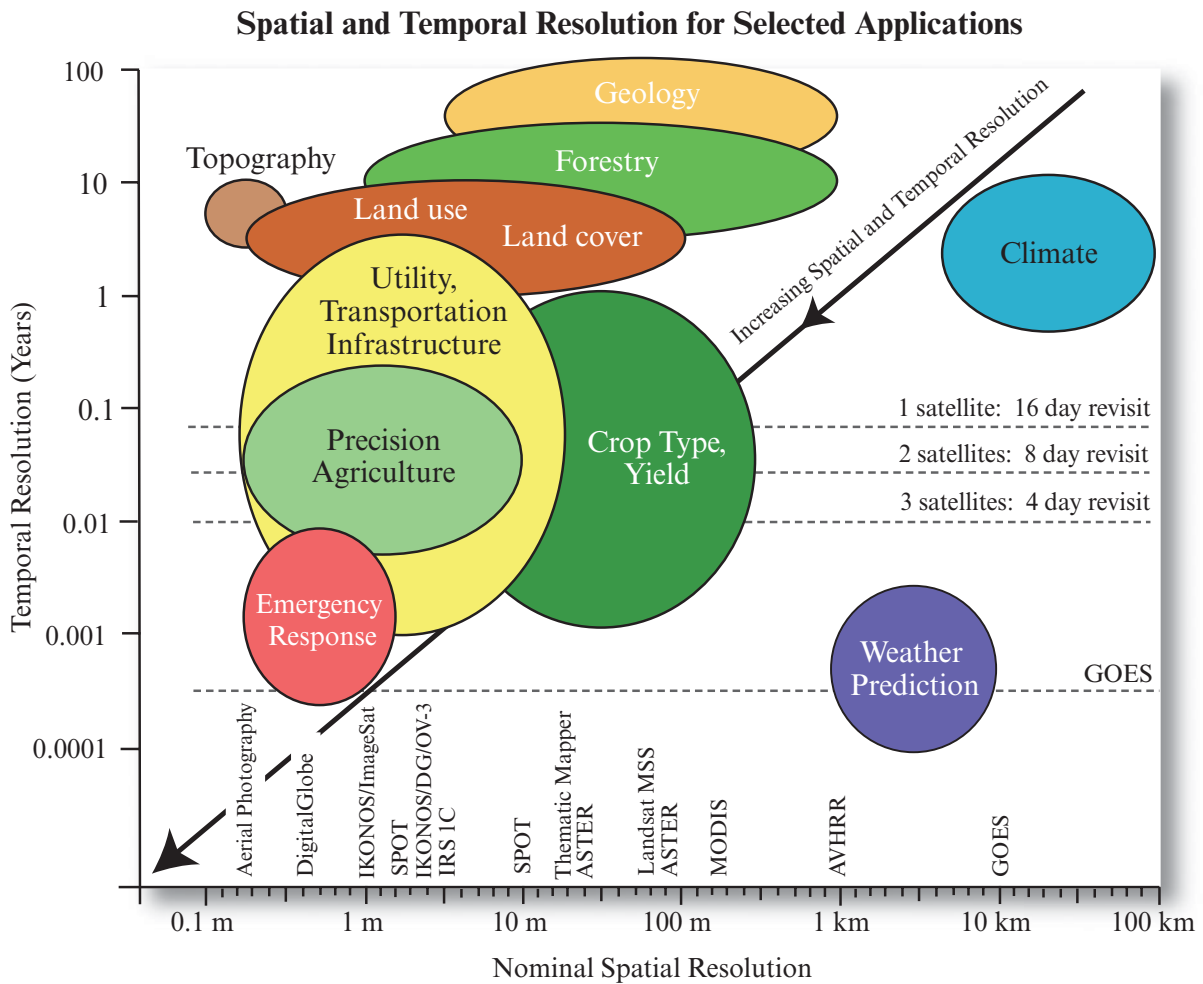 Spatial and Temporal Resolution for Selected Applications
Temporal Resolution (Years)
100
10
1
0.1
0.01
0.001
0.0001
Geology
Forestry
Topography
Land use
Land cover
Utility,
Transportation
Infrastructure
Precision
Agriculture
Crop Type,
Yield
Emergency
Response
Climate
Weather
Prediction
Increasing Spatial and Temporal Resolution
1 satellite: 16 day revisit
2 satellites: 8 day revisit
3 satellites: 4 day revisit
GOES
Aerial Photography
DigitalGlobe
IKONOS/ImageSat
SPOT
IKONOS/DG/OV-3
IRS 1C
SPOT
Thematic Mapper
ASTER
Landsat MSS
ASTER
MODIS
AVHRR
GOES
0.1 m
1 m
10 m
100 m
1 km
10 km
100 km
Nominal Spatial Resolution